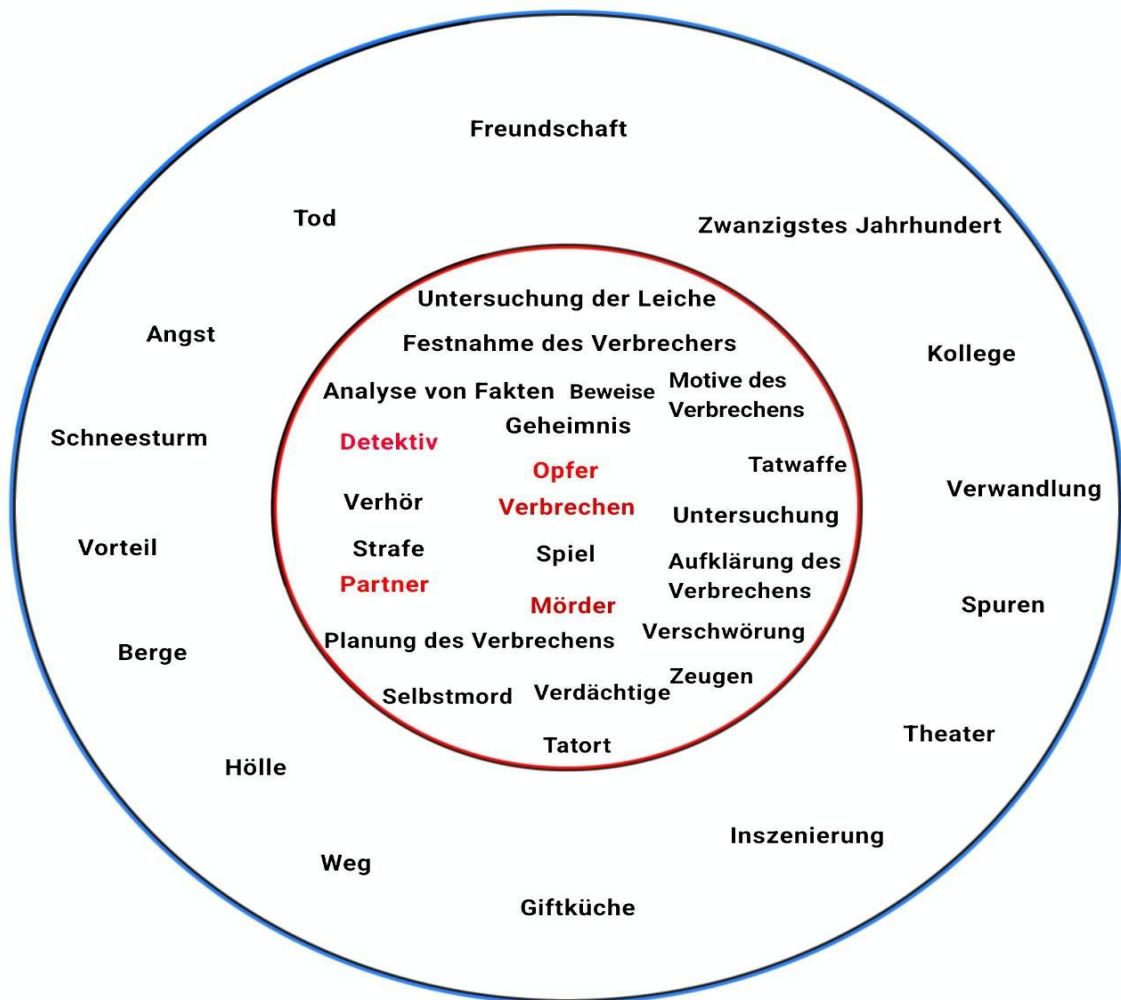 Freundschaft
Tod
Zwanzigstes Jahrhundert
Untersuchung der Leiche
Angst
Festnahme des Verbrechers
Kollege
Analyse von Fakten
Beweise
Motive des
Verbrechens
Geheimnis
Schneesturm
Detektiv
Opfer
Tatwaffe
Verwandlung
Verhör
Verbrechen
Untersuchung
Vorteil
Strafe
Spiel
Aufklärung des
Verbrechens
Partner
Mörder
Spuren
Planung des Verbrechens
Verschwörung
Berge
Zeugen
Selbstmord
Verdächtige
Theater
Tatort
Hölle
Inszenierung
Weg
Giftküche